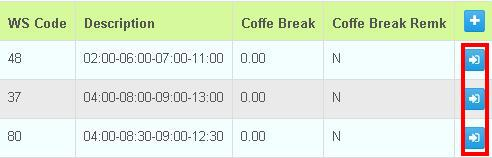 WS Code Description Coffe Break Coffe Break Remk
48 02:00-06:00-07:00-11:00 0.00 N
37 04:00-08:00-09:00-13:00 0.00 N
80 04:00-08:30-09:00-12:30 0.00 N